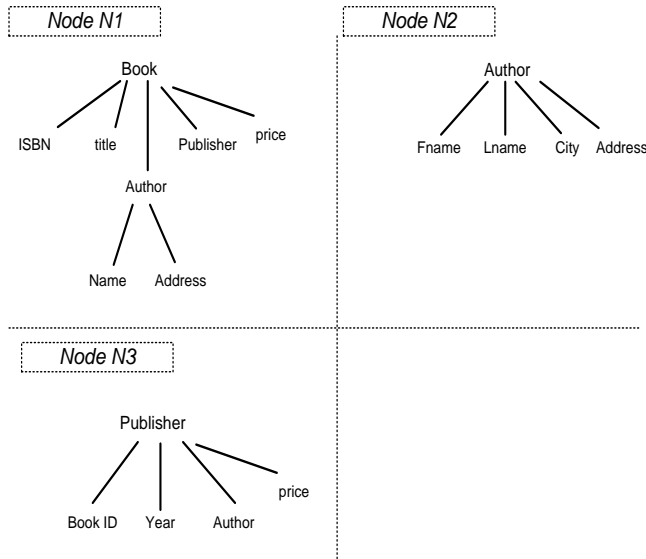 Node N1
Node N2
Book
Author
ISBN
title
Publisher
price
Fname
Lname
City
Address
Author
Name
Address
Node N3
Publisher
Book ID
Year
Author
price